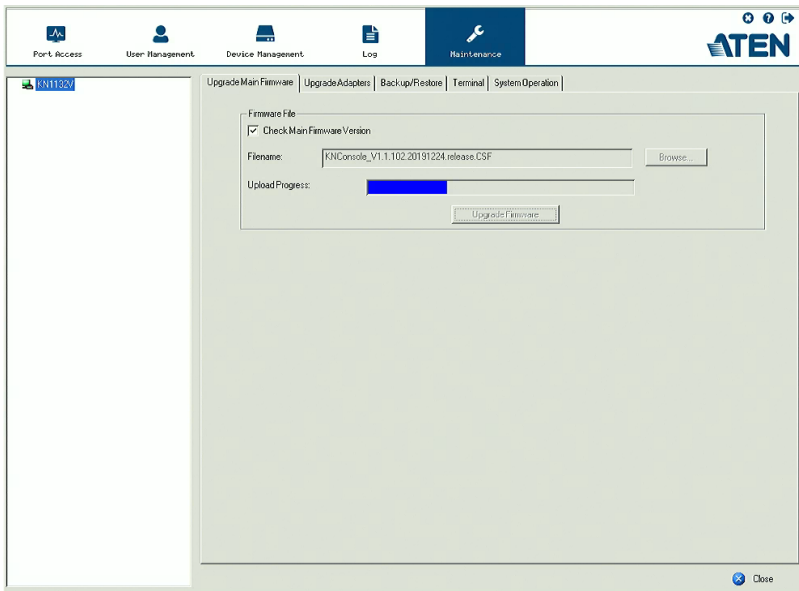 Port Access
User Management
Device Management
Log
Maintenance
ATEN
KN1132V
Upgrade Main Firmware
Upgrade Adapters
Backup/Restore
Terminal
System Operation
Firmware File
Check Main Firmware Version
Filename:
KNConsole_V1.1.102.20191224.release.CSF
Browse...
Upload Progress:
Upgrade Firmware
Close